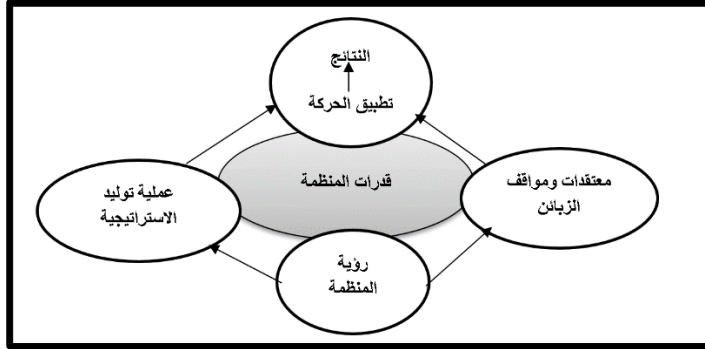 النتائج
تطبيق الحركة
قدرات المنظمة
معتقدات ومواقف
الزبائن
عملية توليد
الاستراتيجية
رؤية
المنظمة